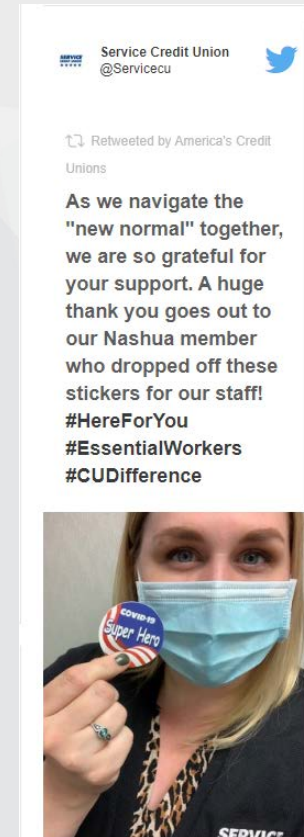 SERVICE
Service Credit Union
@Servicecu
Retweeted by America's Credit
Unions
As we navigate the
"new normal" together,
we are so grateful for
your support. A huge
thank you goes out to
our Nashua member
who dropped off these
stickers for our staff!
#HereForYou
#EssentialWorkers
#CUDifference
COVID-19
Super Hero
SERVICE